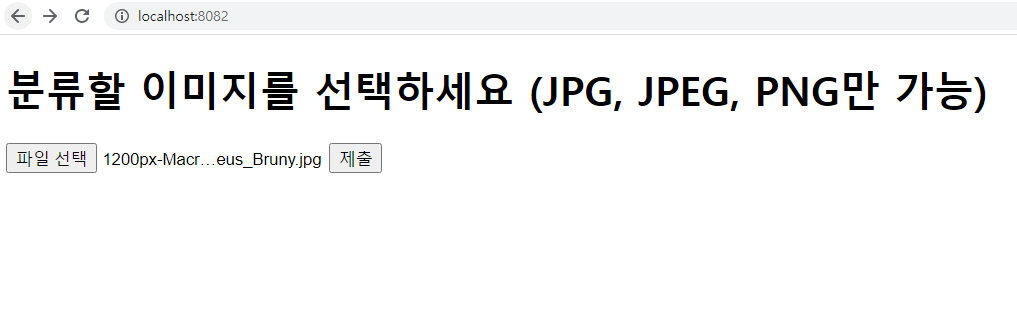 localhost:8082
분류할 이미지를 선택하세요 (JPG, JPEG, PNG만 가능)
파일 선택 1200px-Macr...eus_Bruny.jpg 제출